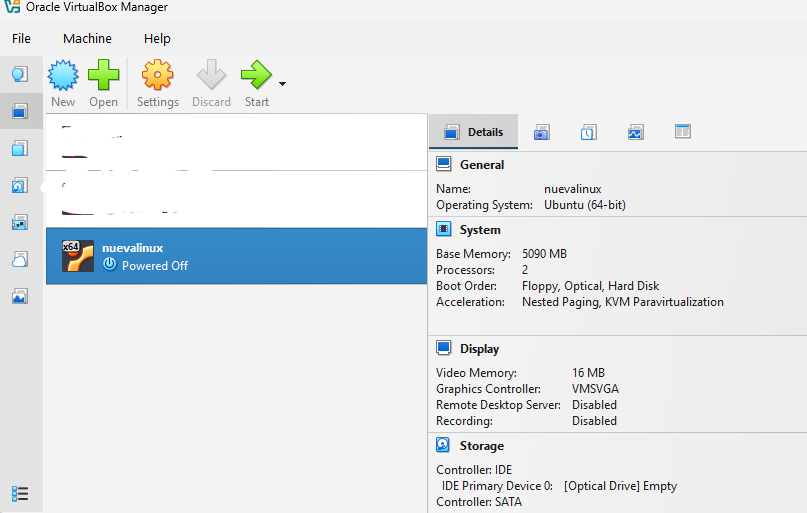 Oracle VirtualBox Manager
File Machine Help
New Open Settings Discard Start
Details
General
Name: nuevalinux
Operating System: Ubuntu (64-bit)
System
x64 nuevalinux
Powered Off
Base Memory: 5090 MB
Processors: 2
Boot Order: Floppy, Optical, Hard Disk
Acceleration: Nested Paging, KVM Paravirtualization
Display
Video Memory: 16 MB
Graphics Controller: VMSVGA
Remote Desktop Server: Disabled
Recording: Disabled
Storage
Controller: IDE
IDE Primary Device 0: [Optical Drive] Empty
Controller: SATA